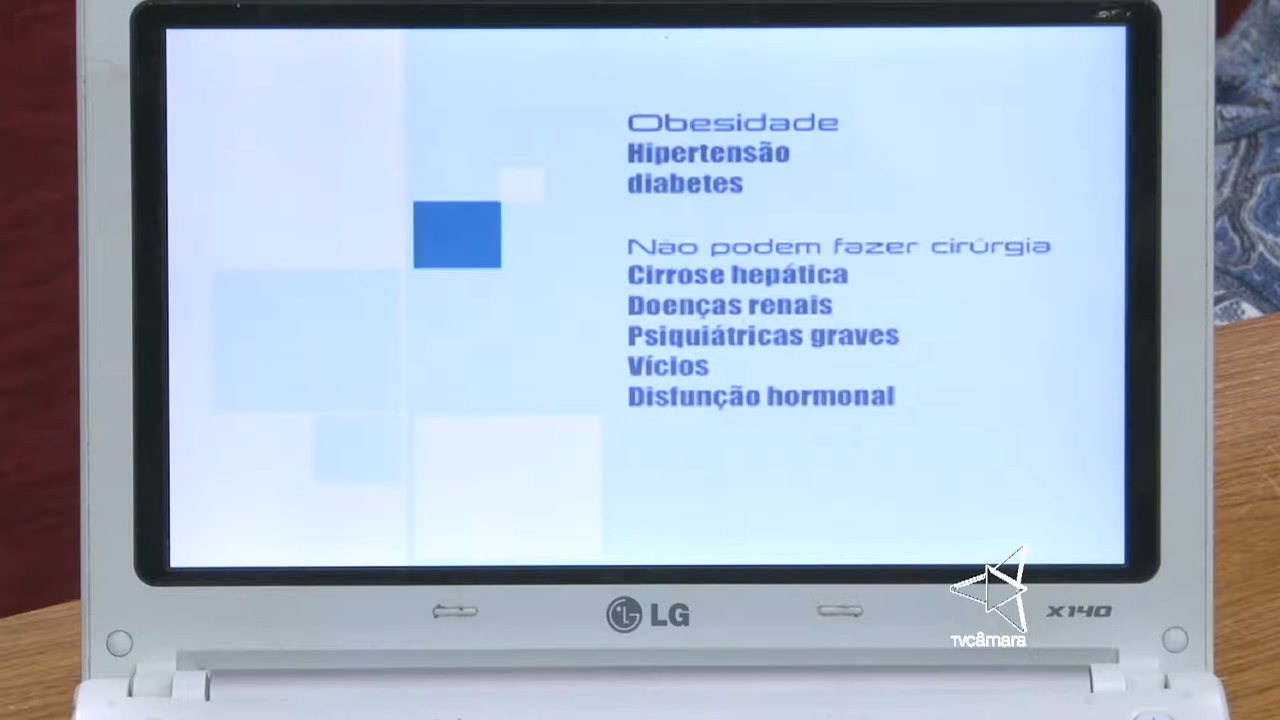 Obesidade
Hipertensão
diabetes
Não podem fazer cirúrgia
Cirrose hepática
Doenças renais
Psiquiátricas graves
Vícios
Disfunção hormonal
LG
X140
TVCâmara